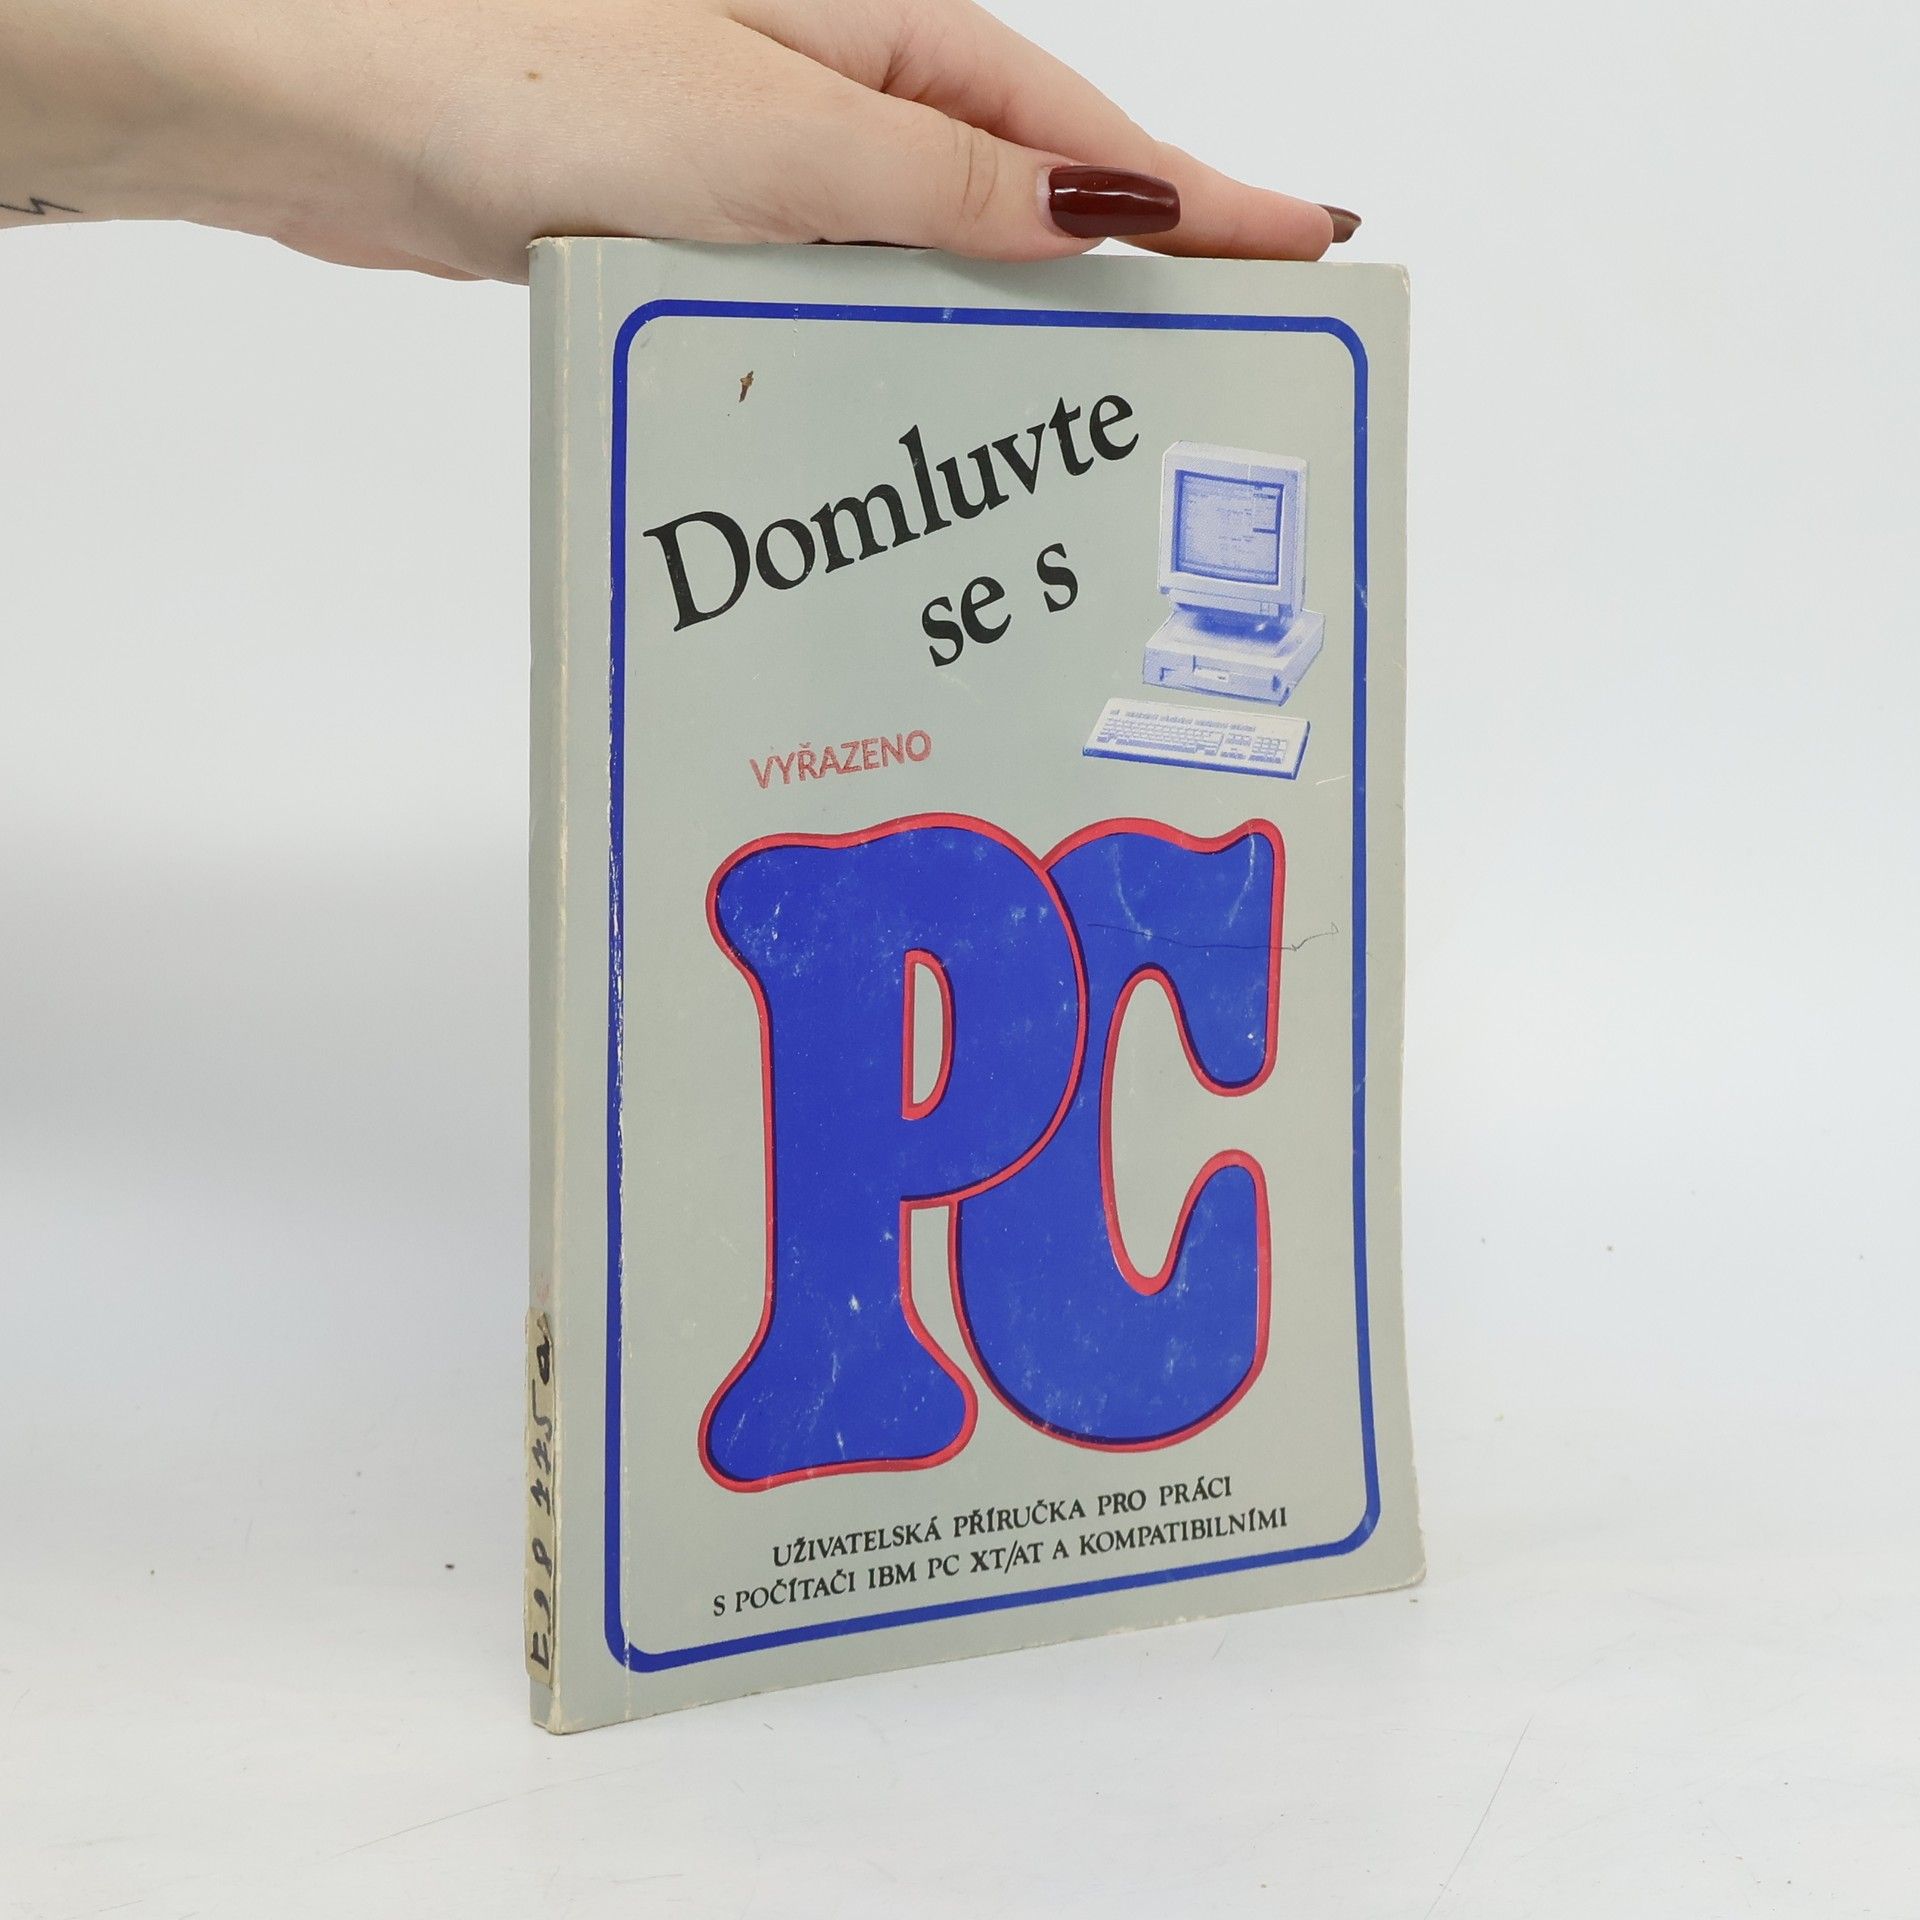 Domluvte
se s
VYŘAZENO
PC
UŽIVATELSKÁ PŘÍRUČKA PRO PRÁCI
S POČÍTAČI IBM PC XT/AT A KOMPATIBILNÍMI